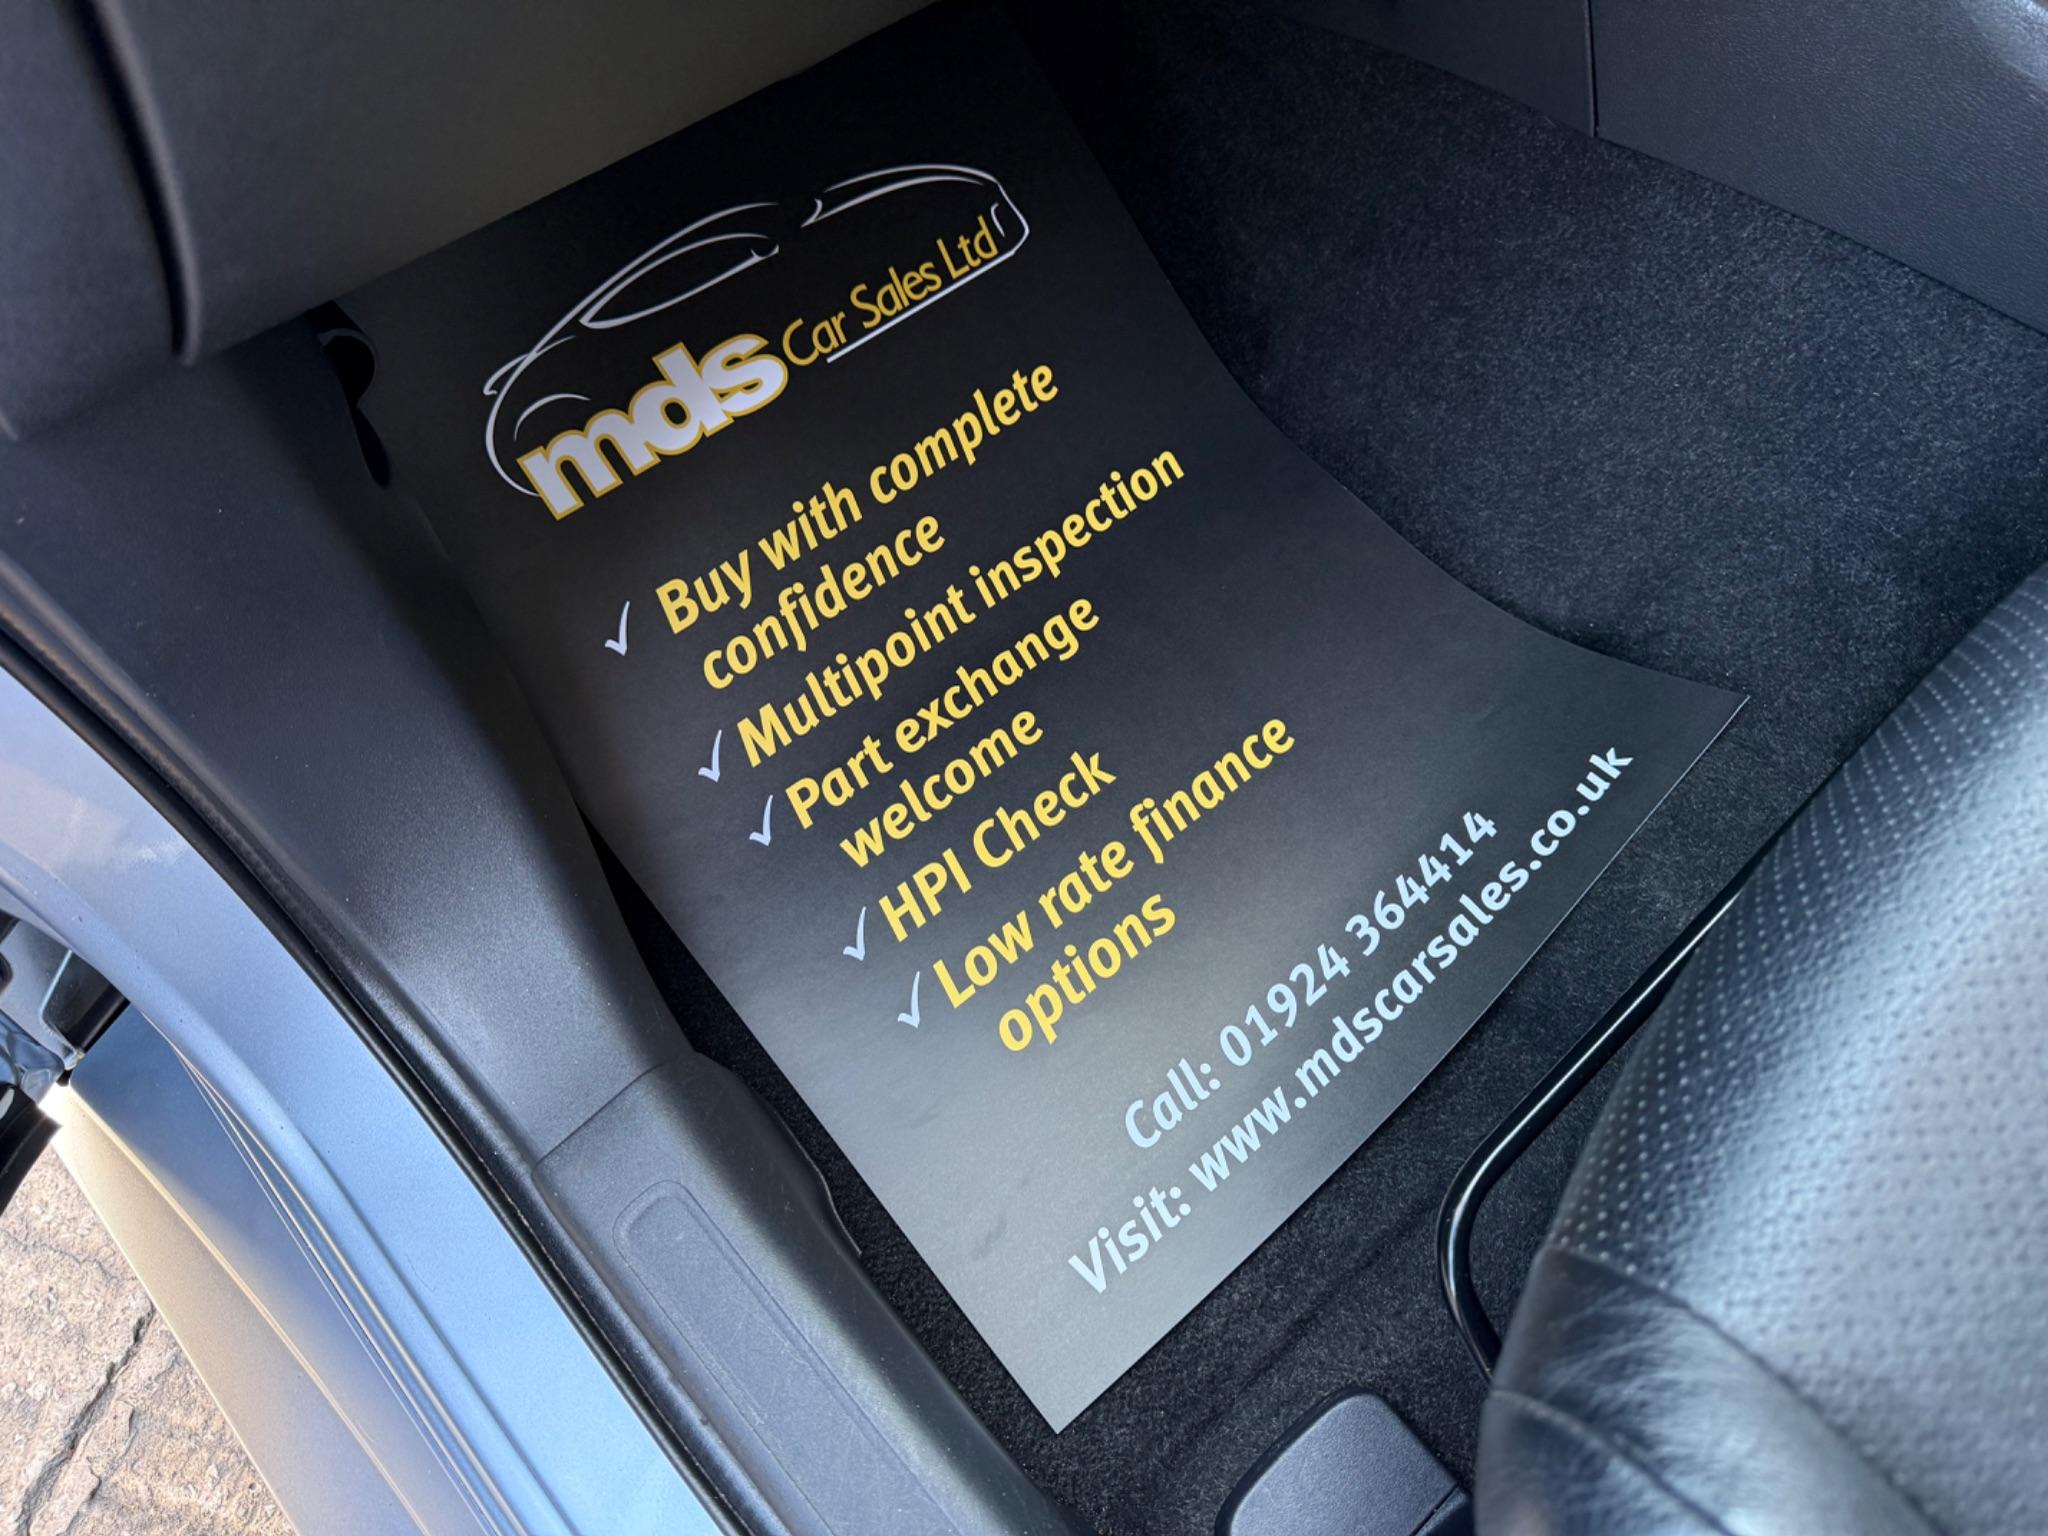 mds Car Sales Ltd
✓ Buy with complete
confidence
✓ Multipoint inspection
✓ Part exchange
welcome
✓ HPI Check
✓ Low rate finance
options
Call: 01924 364414
Visit: www.mdscarsales.co.uk